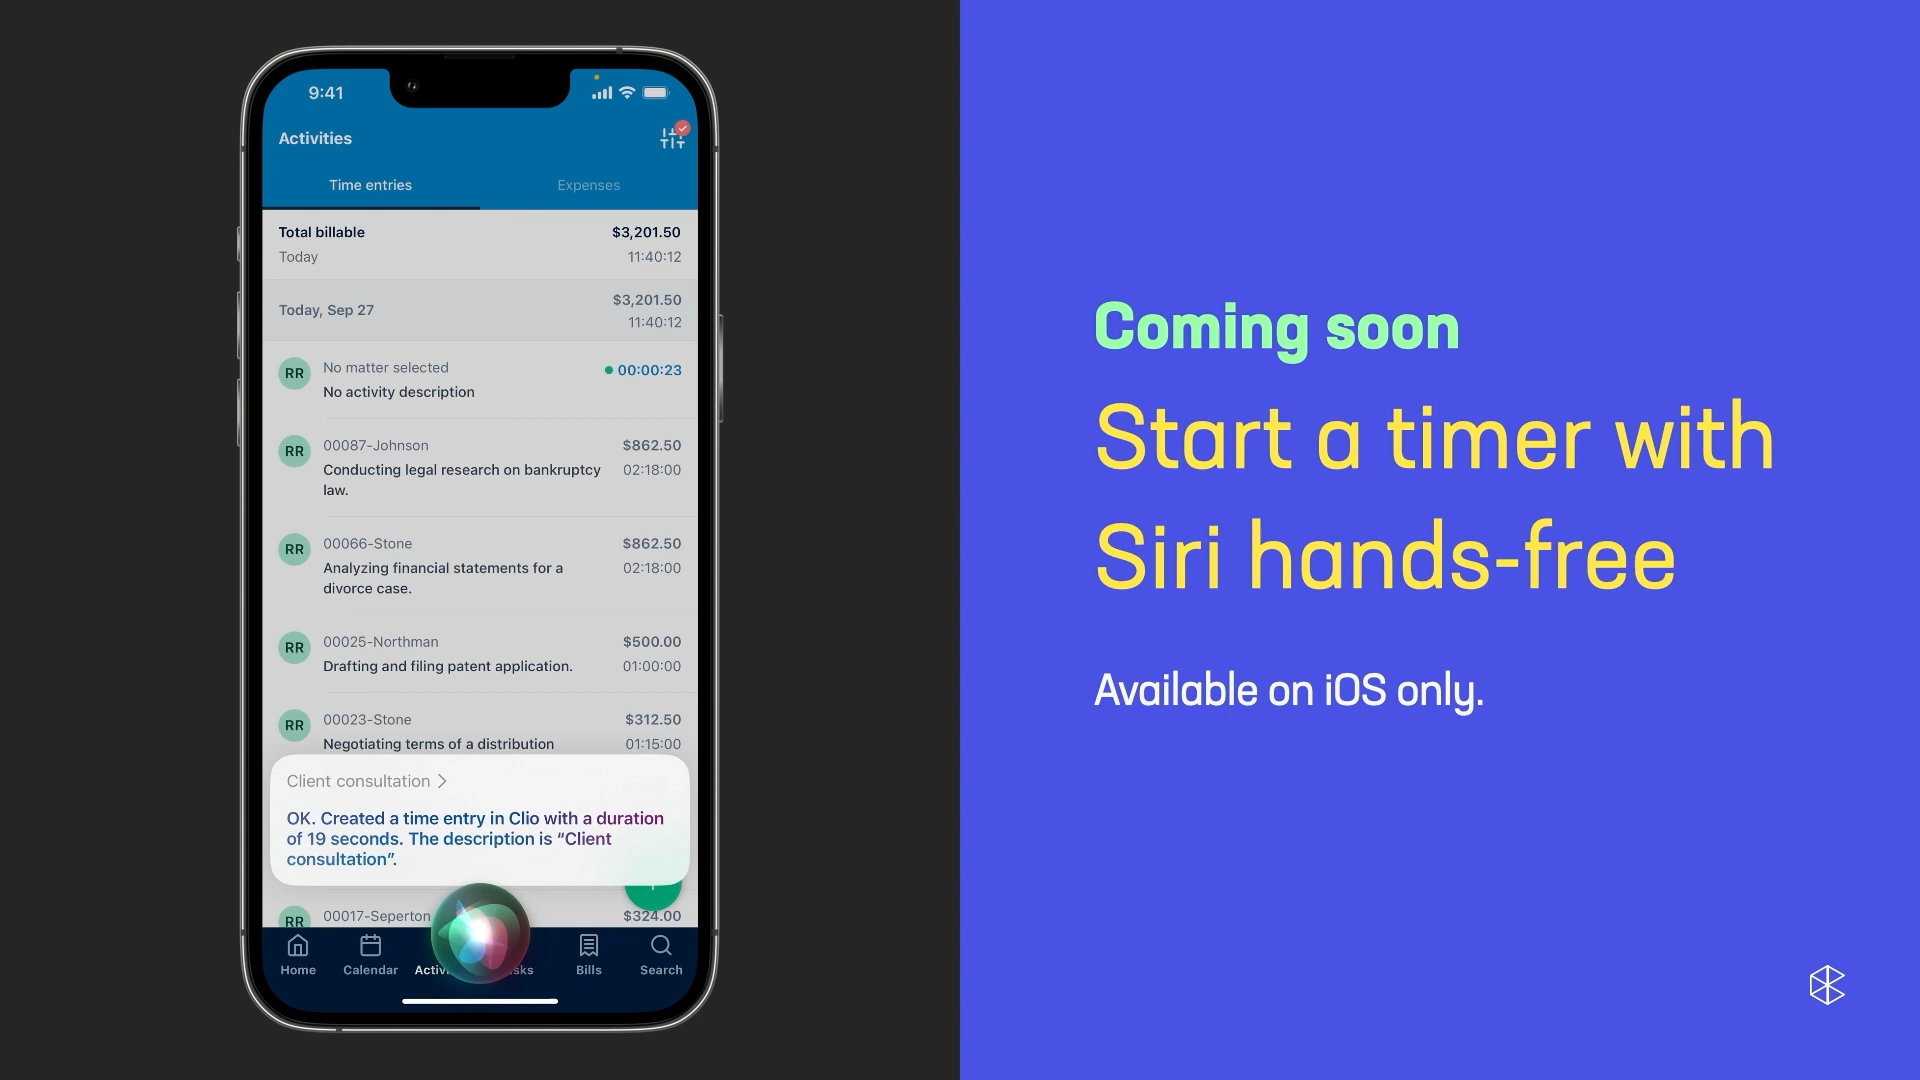 9:41
Activities
Time entries
Expenses
Total billable
$3,201.50
Today
11:40:12
Today, Sep 27
$3,201.50
11:40:12
RR
No matter selected
00:00:23
No activity description
RR
00087-Johnson
$862.50
Conducting legal research on bankruptcy
02:18:00
law.
RR
00066-Stone
$862.50
Analyzing financial statements for a
02:18:00
divorce case.
RR
00025-Northman
$500.00
Drafting and filing patent application.
01:00:00
RR
00023-Stone
$312.50
Negotiating terms of a distribution
01:15:00
Client consultation
OK. Created a time entry in Clio with a duration
of 19 seconds. The description is “Client
consultation”.
RR
00017-Seperton
$324.00
Home
Calendar
Bills
Search
Coming soon
Start a timer with
Siri hands-free
Available on iOS only.